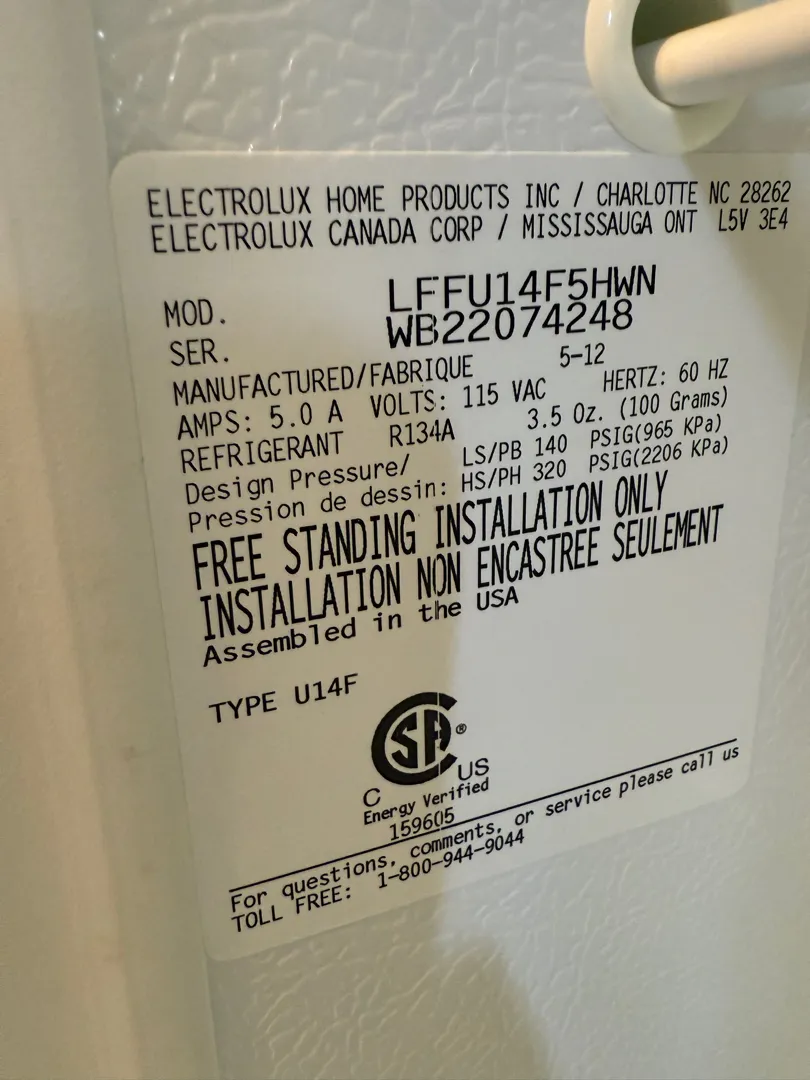 ELECTROLUX HOME PRODUCTS INC / CHARLOTTE NC 28262
ELECTROLUX CANADA CORP / MISSISSAUGA ONT L5V 3E4
MOD. LFFU14F5HWN
SER. WB22074248
MANUFACTURED/FABRIQUE 5-12
AMPS: 5.0 A VOLTS: 115 VAC HERTZ: 60 HZ
REFRIGERANT R134A 3.5 Oz. (100 Grams)
Design Pressure/ LS/PB 140 PSIG(965 KPa)
Pression de dessin: HS/PH 320 PSIG(2206 KPa)
FREE STANDING INSTALLATION ONLY
INSTALLATION NON ENCASTREE SEULEMENT
Assembled in the USA
TYPE U14F
SA®
C US
Energy Verified
159605
For questions, comments, or service please call us
TOLL FREE: 1-800-944-9044